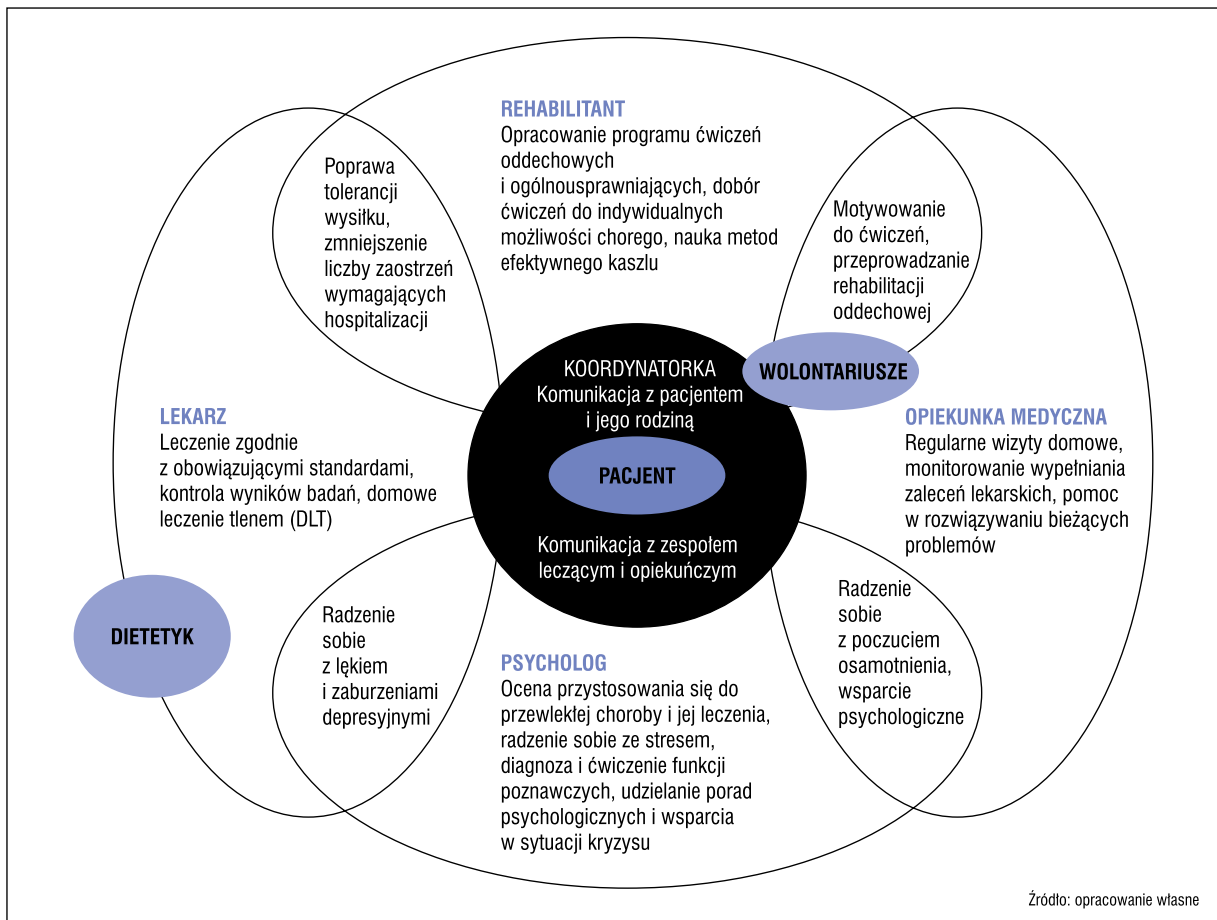 REHABILITANT
Opracowanie programu ćwiczeń
oddechowych
i ogólnousprawniających, dobór
ćwiczeń do indywidualnych
możliwości chorego, nauka metod
efektywnego kaszlu
Poprawa
tolerancji
wysiłku,
zmniejszenie
liczby zaostrzeń
wymagających
hospitalizacji
Motywowanie
do ćwiczeń,
przeprowadzanie
rehabilitacji
oddechowej
KOORDYNATORKA
Komunikacja z pacjentem
i jego rodziną
WOLONTARIUSZE
PACJENT
Komunikacja z zespołem
leczącym i opiekuńczym
LEKARZ
Leczenie zgodnie
z obowiązującymi standardami,
kontrola wyników badań, domowe
leczenie tlenem (DLT)
OPIEKUNKA MEDYCZNA
Regularne wizyty domowe,
monitorowanie wypełniania
zaleceń lekarskich, pomoc
w rozwiązywaniu bieżących
problemów
DIETETYK
Radzenie
sobie
z lękiem
i zaburzeniami
depresyjnymi
PSYCHOLOG
Ocena przystosowania się do
przewlekłej choroby i jej leczenia,
radzenie sobie ze stresem,
diagnoza i ćwiczenie funkcji
poznawczych, udzielanie porad
psychologicznych i wsparcia
w sytuacji kryzysu
Radzenie
sobie
z poczuciem
osamotnienia,
wsparcie
psychologiczne
Źródło: opracowanie własne